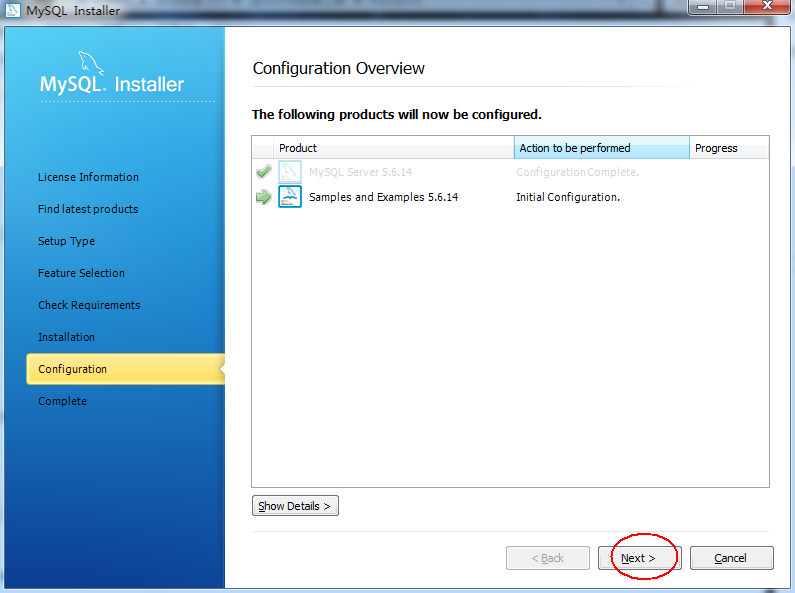 MySQL Installer
MySQL. Installer
License Information
Find latest products
Setup Type
Feature Selection
Check Requirements
Installation
Configuration
Complete
Configuration Overview
The following products will now be configured.
Product Action to be performed Progress
MySQL Server 5.6.14 Configuration Complete.
Samples and Examples 5.6.14 Initial Configuration.
Show Details >
< Back Next > Cancel